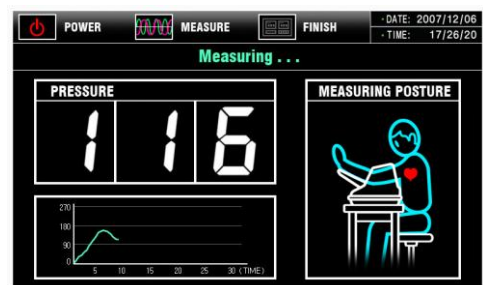 POWER
MEASURE
FINISH
· DATE: 2007/12/06
· TIME: 17/26/20
Measuring . . .
PRESSURE
116
MEASURING POSTURE
270
180
90
0
5 10 15 20 25 30 (TIME)